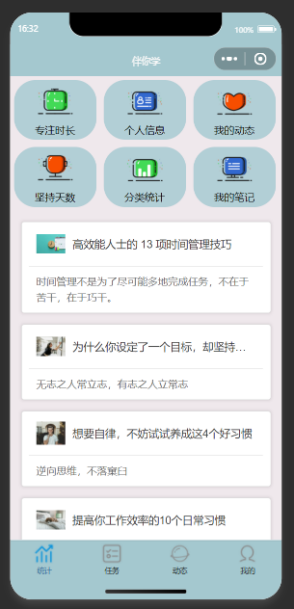 16:32
100%
伴你学
专注时长
个人信息
我的动态
坚持天数
分类统计
我的笔记
高效能人士的 13 项时间管理技巧
时间管理不是为了尽可能多地完成任务，不在于
苦干，在于巧干。
为什么你设定了一个目标，却坚持...
无志之人常立志，有志之人立常志
想要自律，不妨试试养成这4个好习惯
逆向思维，不落窠臼
提高你工作效率的10个日常习惯
统计
任务
动态
我的